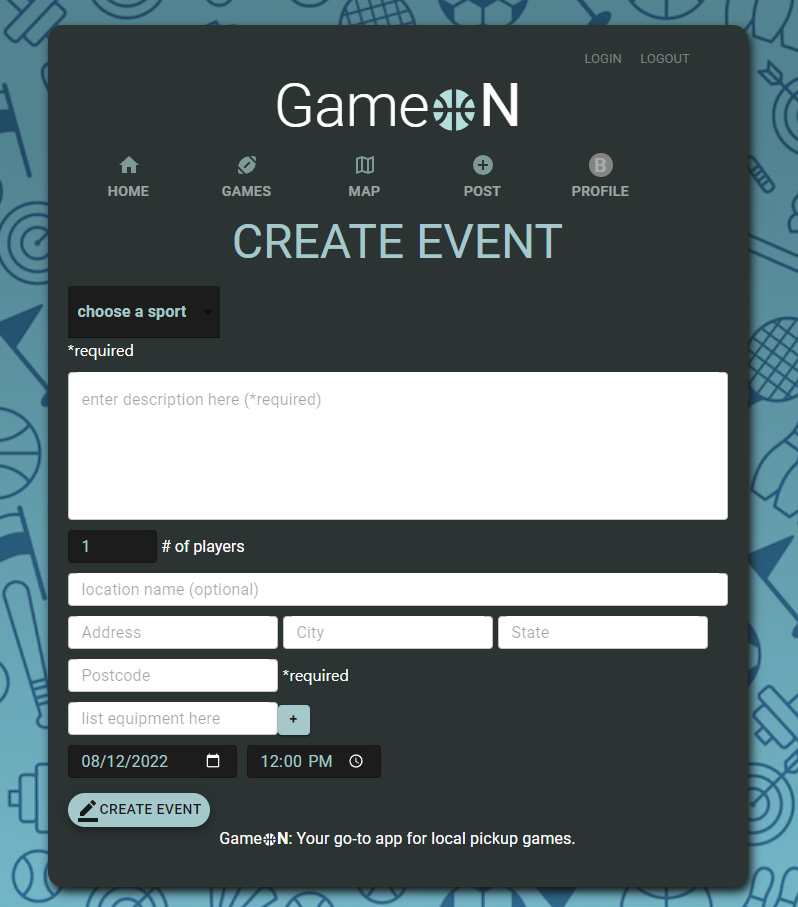 LOGIN LOGOUT
GameN
HOME GAMES MAP POST B PROFILE
CREATE EVENT
choose a sport
*required
enter description here (*required)
1 # of players
location name (optional)
Address City State
Postcode *required
list equipment here +
08/12/2022 12:00 PM
CREATE EVENT
GameN: Your go-to app for local pickup games.